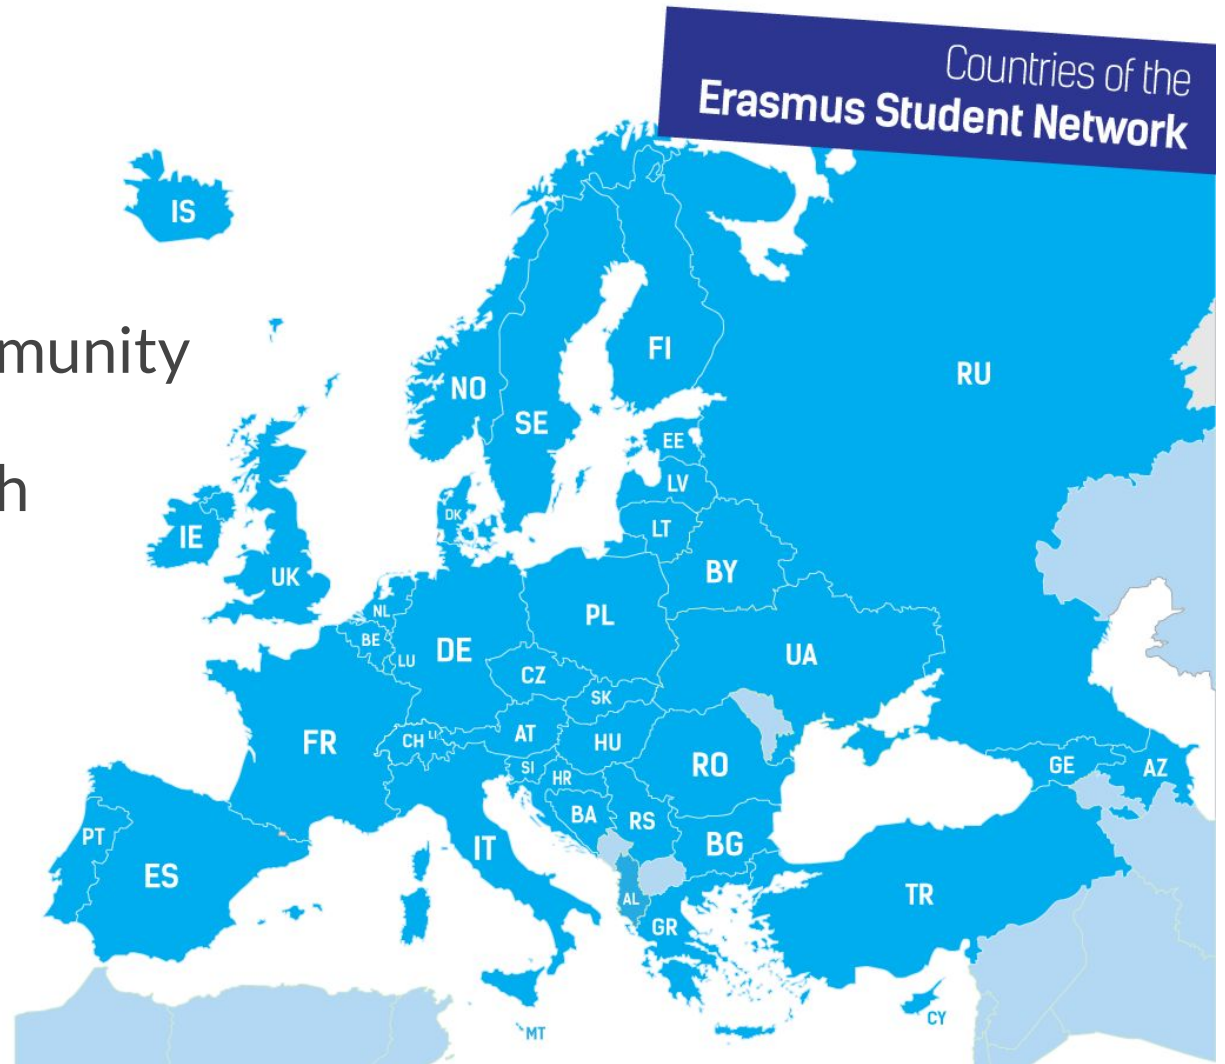 Countries of the
Erasmus Student Network
IS
munity
FI
RU
NO
SE
EE
h
LV
DK
LT
IE
BY
UK
NL
PL
BE
DE
LU
UA
CZ
SK
FR
CH
LI
AT
HU
RO
GE
AZ
SI
HR
BA
RS
PT
IT
BG
ES
TR
AL
GR
CY
MT